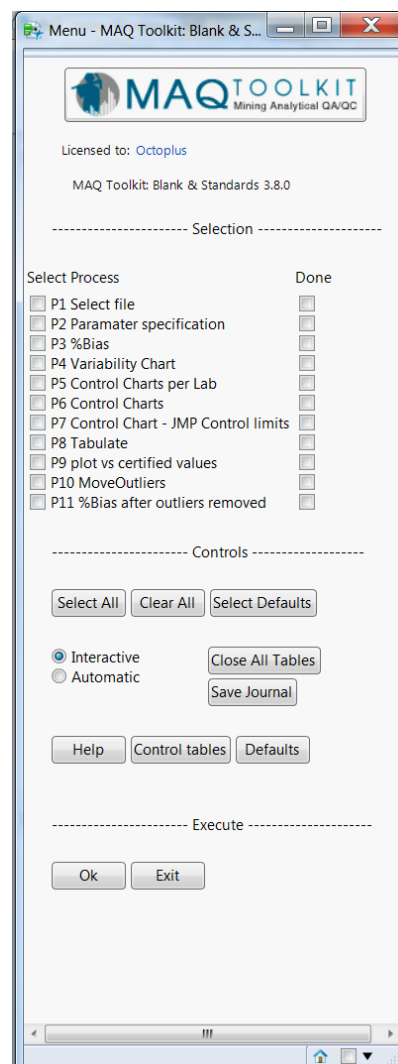 Menu - MAQ Toolkit: Blank & S...
MAQ TOOLKIT
Mining Analytical QA/QC
Licensed to: Octoplus
MAQ Toolkit: Blank & Standards 3.8.0
---------------------- Selection --------------------
Select Process Done
P1 Select file
P2 Paramater specification
P3 %Bias
P4 Variability Chart
P5 Control Charts per Lab
P6 Control Charts
P7 Control Chart - JMP Control limits
P8 Tabulate
P9 plot vs certified values
P10 MoveOutliers
P11 %Bias after outliers removed
---------------------- Controls ------------------
Select All Clear All Select Defaults
Interactive Close All Tables
Automatic
Save Journal
Help Control tables Defaults
---------------------- Execute --------------------
Ok Exit